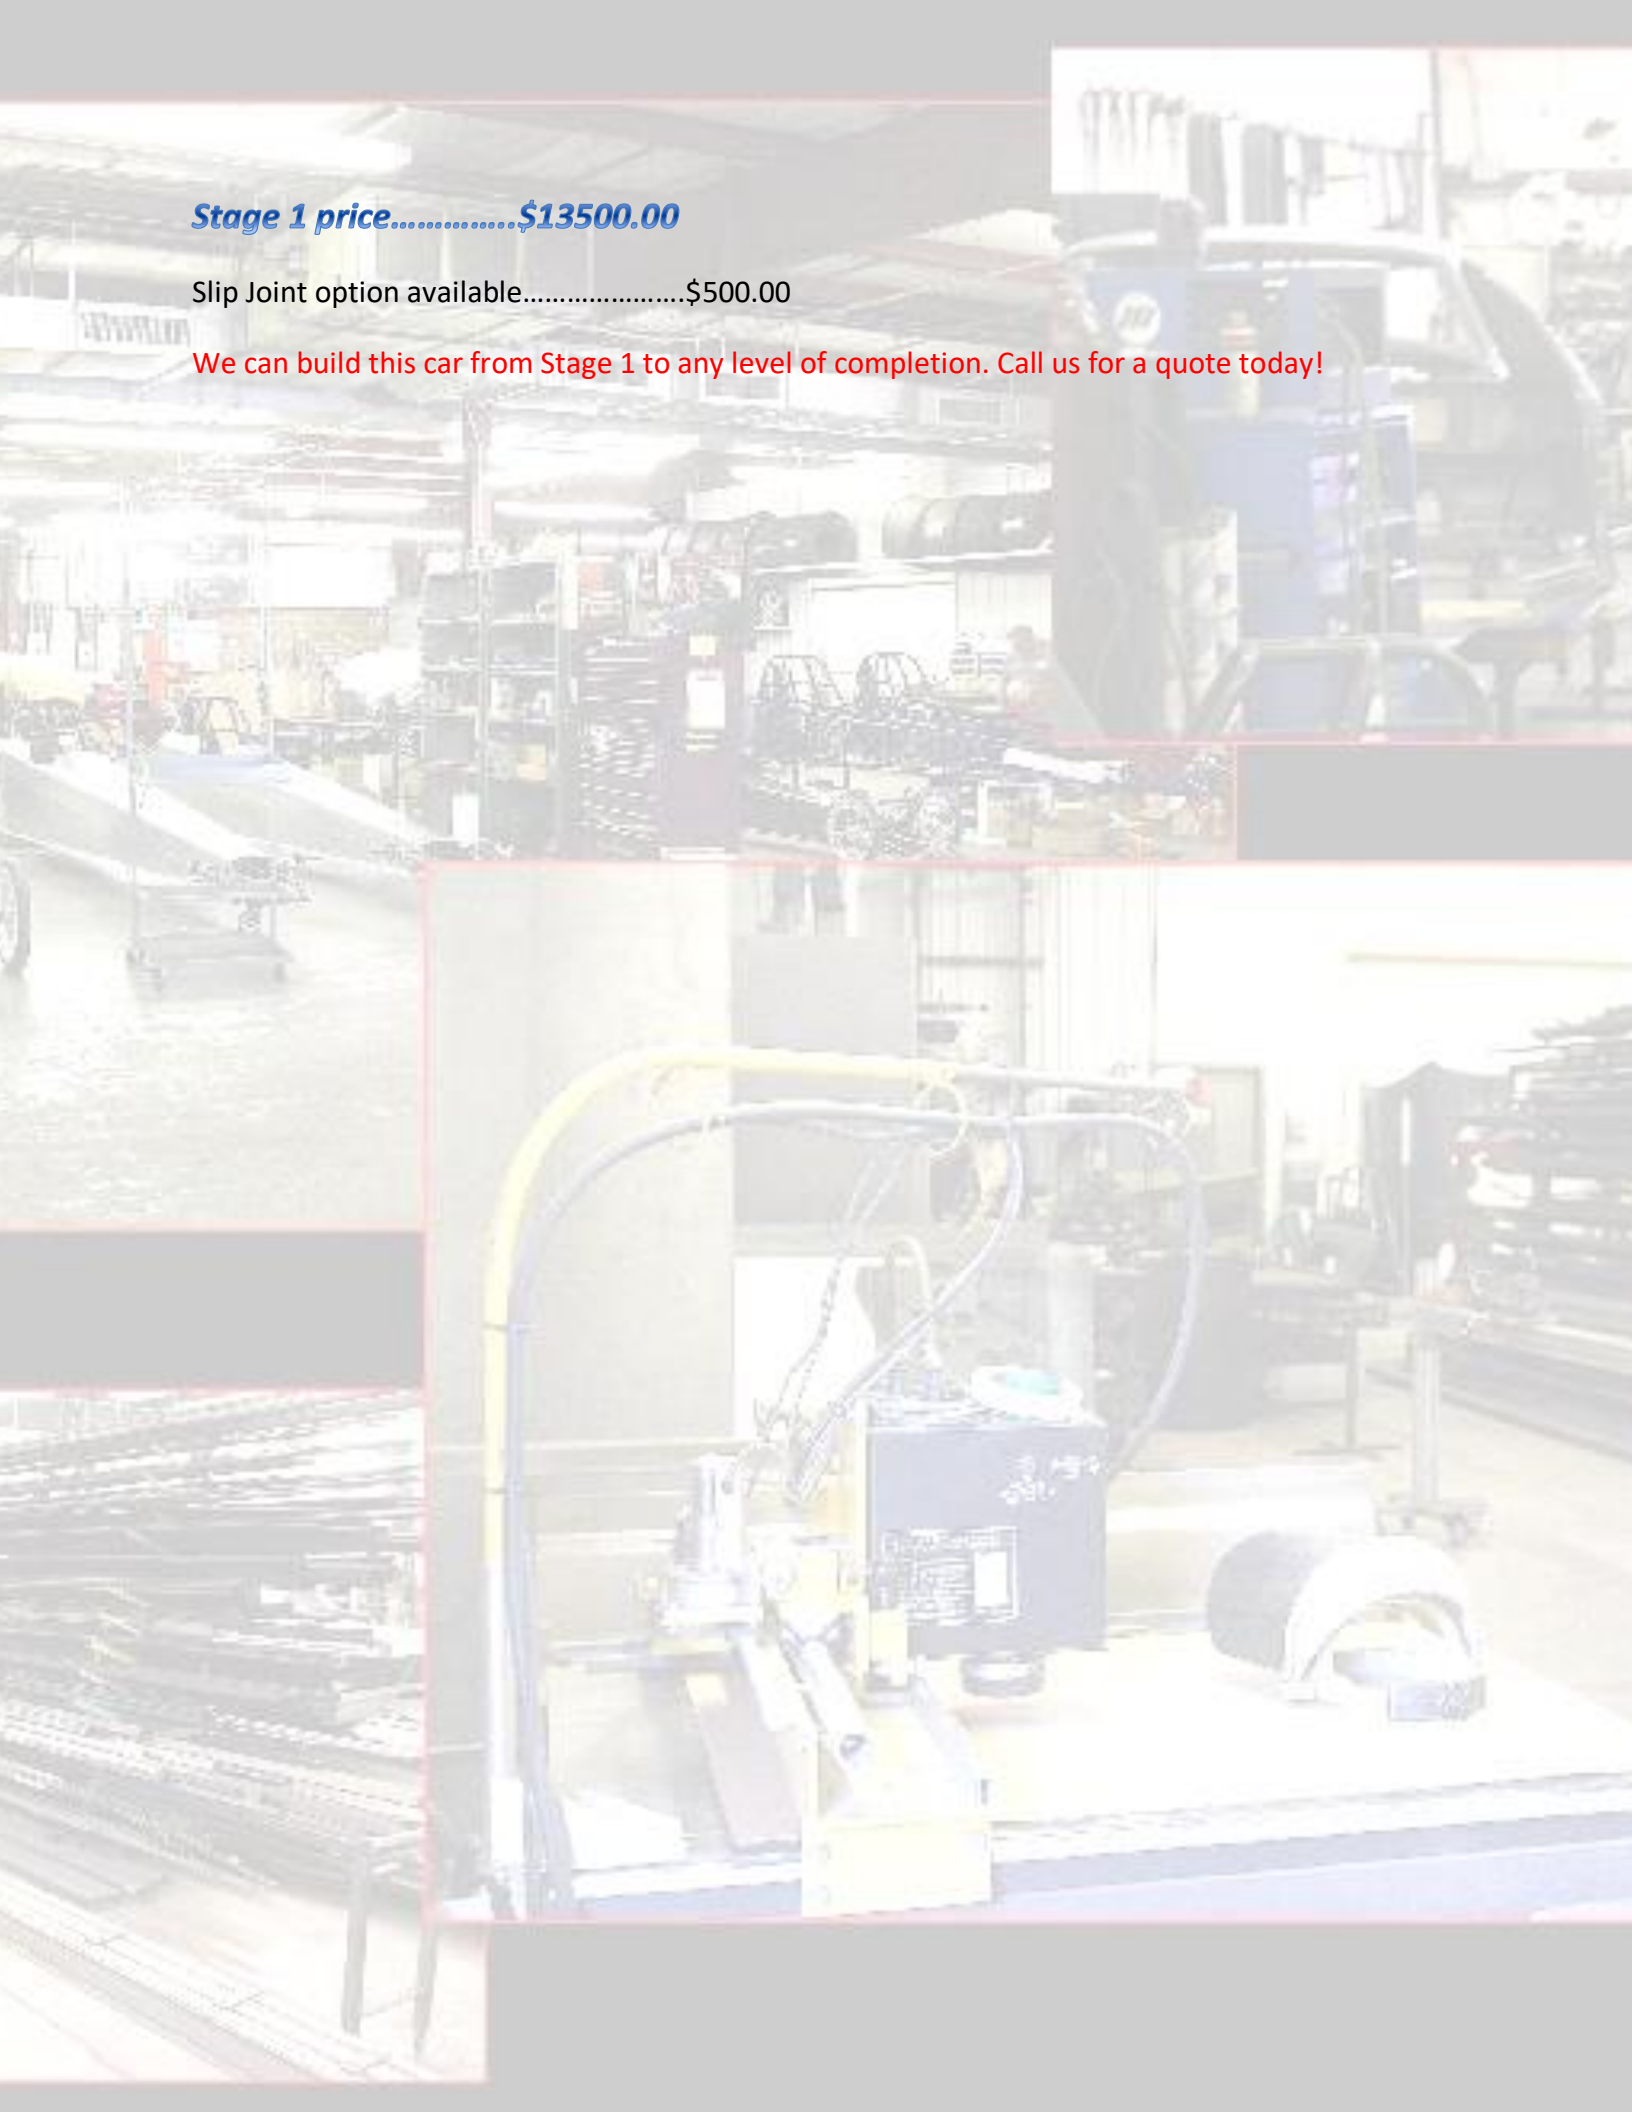 Stage 1 price…………...$13500.00
Slip Joint option available………………….$500.00
We can build this car from Stage 1 to any level of completion. Call us for a quote today!